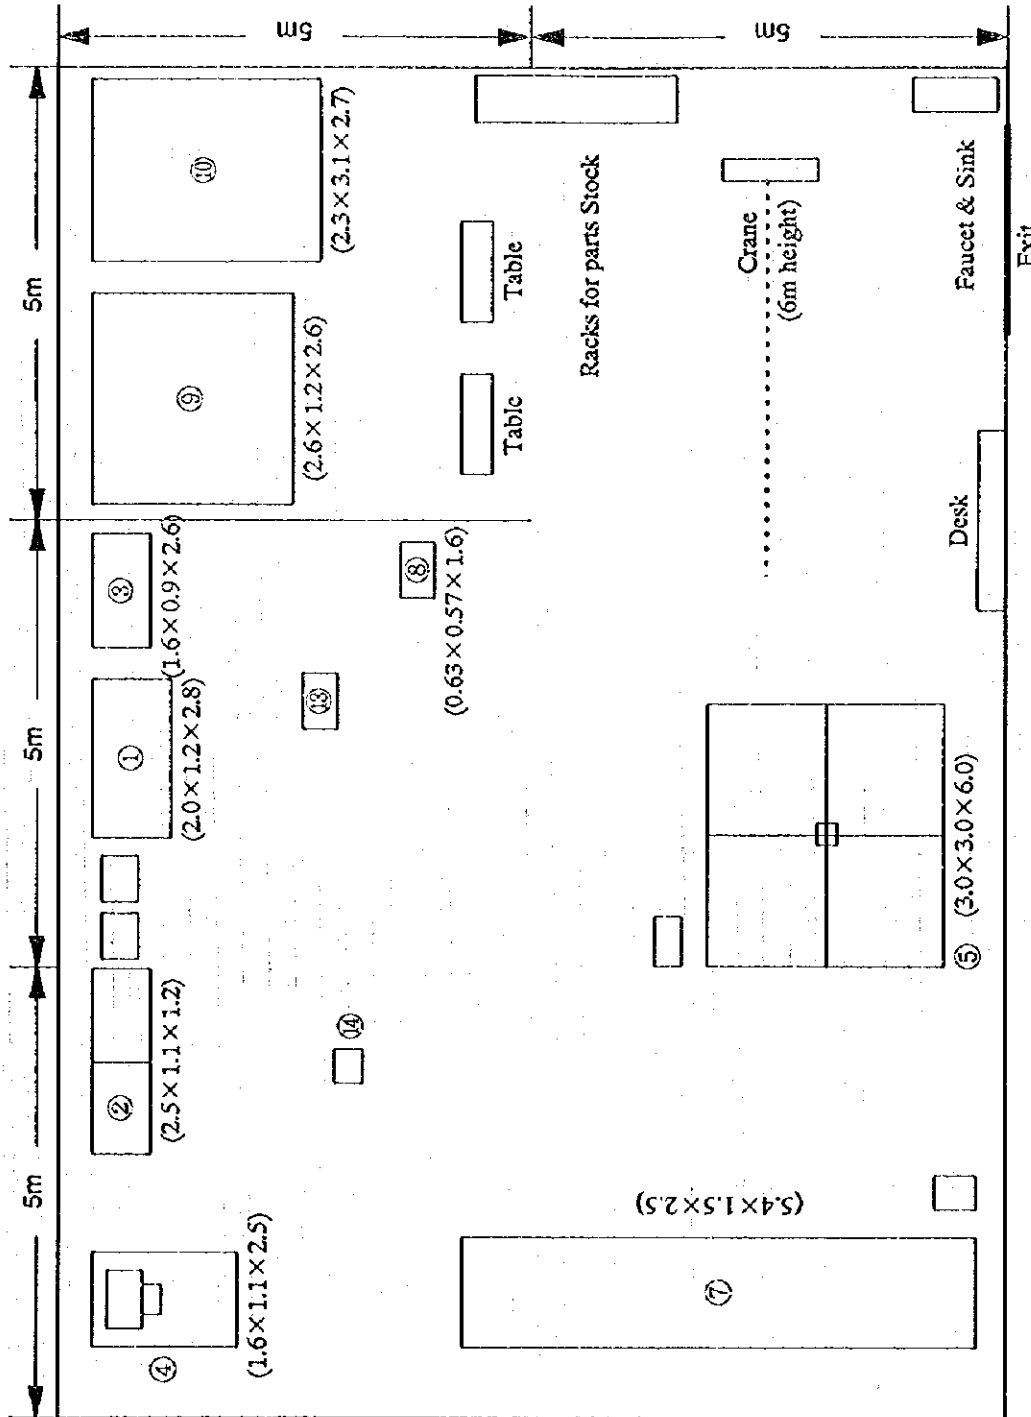 5m
5m
5m
5m
5m
④
(1.6×1.1×2.5)
②
(2.5×1.1×1.2)
①
(2.0×1.2×2.8)
③
(1.6×0.9×2.6)
⑨
(2.6×1.2×2.6)
⑩
(2.3×3.1×2.7)
⑭
⑬
⑧
(0.63×0.57×1.6)
Table
Table
Racks for parts Stock
Crane
(6m height)
⑦
(5.4×1.5×2.5)
⑤ (3.0×3.0×6.0)
Desk
Faucet & Sink
Exit